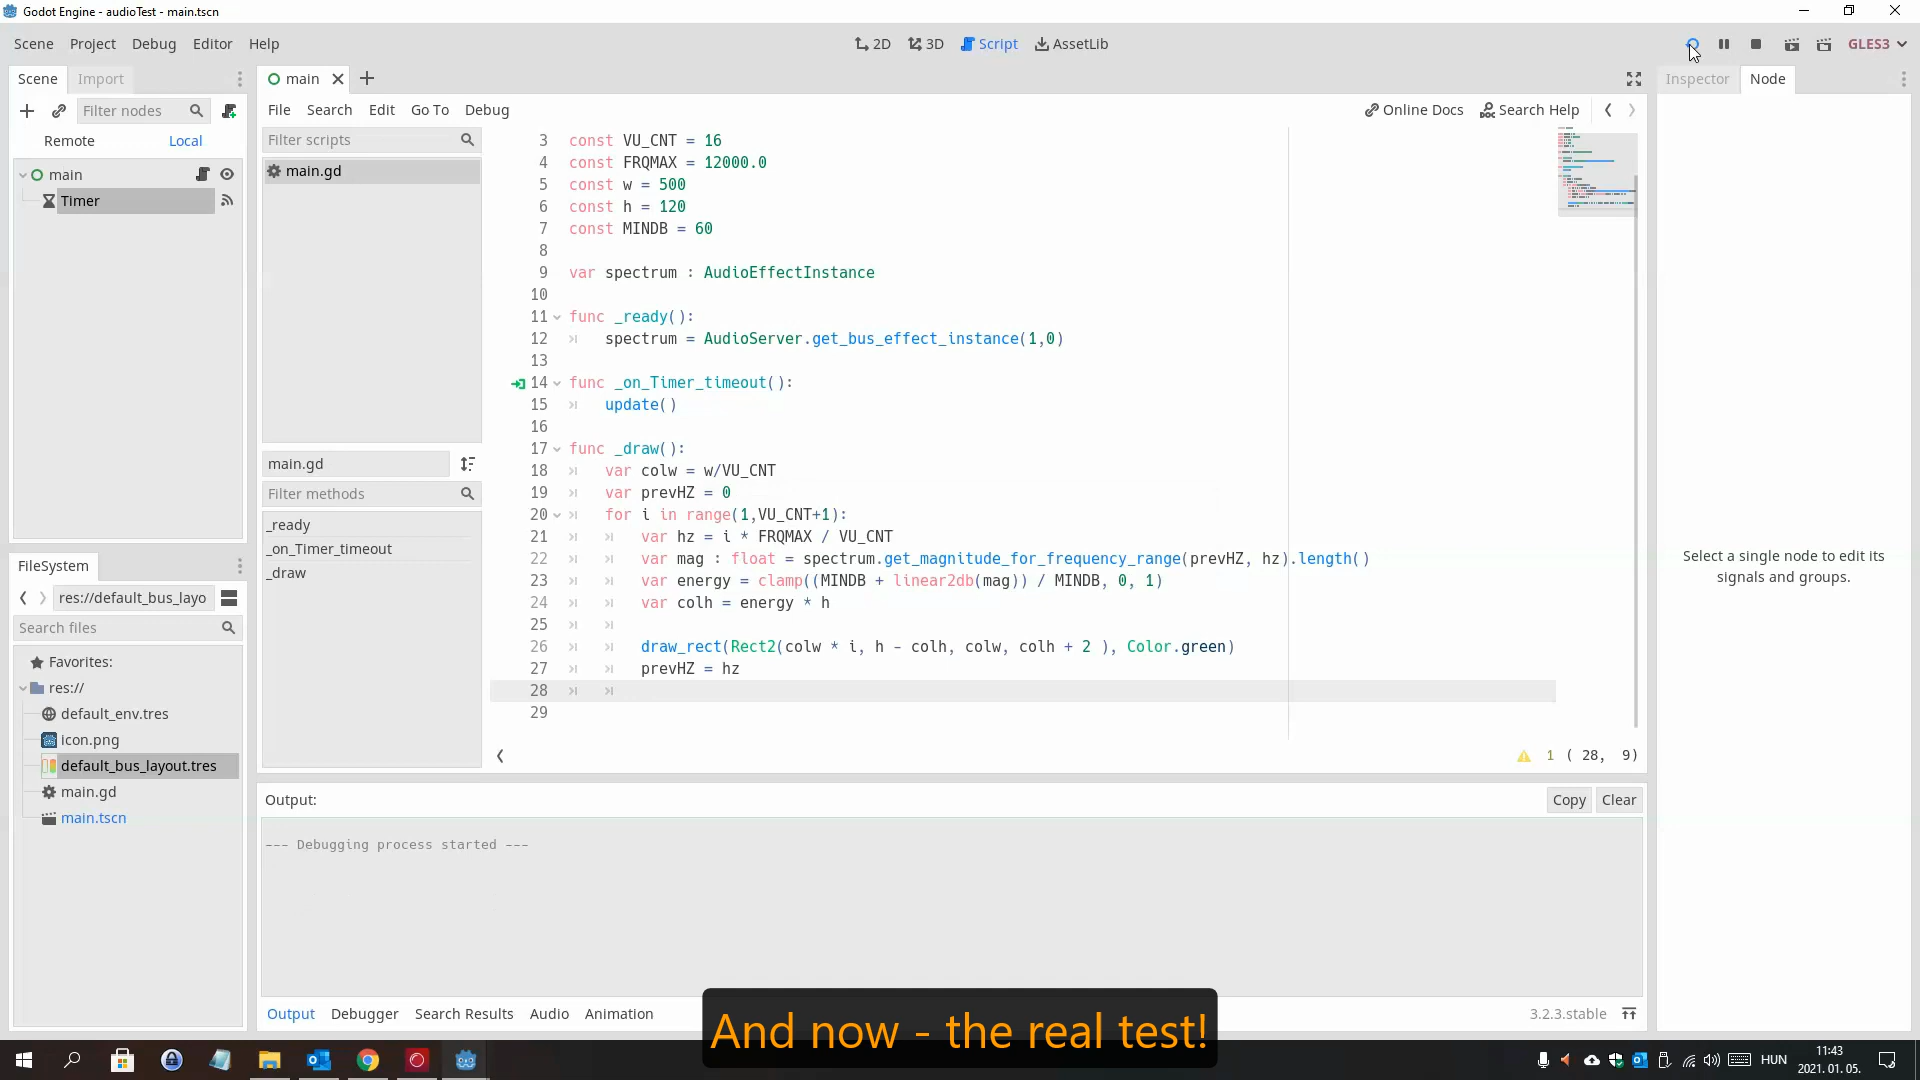 Godot Engine - audioTest - main.tscn
Scene Project Debug Editor Help
2D 3D Script AssetLib
GLES3
Scene Import
main
Inspector Node
Filter nodes
File Search Edit Go To Debug
Online Docs Search Help
Remote Local
Filter scripts
main
Timer
main.gd
main.gd
Filter methods
_ready
_on_Timer_timeout
_draw
3 const VU_CNT = 16
4 const FRQMAX = 12000.0
5 const w = 500
6 const h = 120
7 const MINDB = 60
8
9 var spectrum : AudioEffectInstance
10
11 func _ready():
12 spectrum = AudioServer.get_bus_effect_instance(1,0)
13
14 func _on_Timer_timeout():
15 update()
16
17 func _draw():
18 var colw = w/VU_CNT
19 var prevHZ = 0
20 for i in range(1,VU_CNT+1):
21 var hz = i * FRQMAX / VU_CNT
22 var mag : float = spectrum.get_magnitude_for_frequency_range(prevHZ, hz).length()
23 var energy = clamp((MINDB + linear2db(mag)) / MINDB, 0, 1)
24 var colh = energy * h
25
26 draw_rect(Rect2(colw * i, h - colh, colw, colh + 2 ), Color.green)
27 prevHZ = hz
28
29
1 ( 28, 9)
Select a single node to edit its
signals and groups.
FileSystem
res://default_bus_layo
Search files
Favorites:
res://
default_env.tres
icon.png
default_bus_layout.tres
main.gd
main.tscn
Output:
Copy Clear
--- Debugging process started ---
Output Debugger Search Results Audio Animation
3.2.3.stable
And now - the real test!
HUN
11:43
2021. 01. 05.